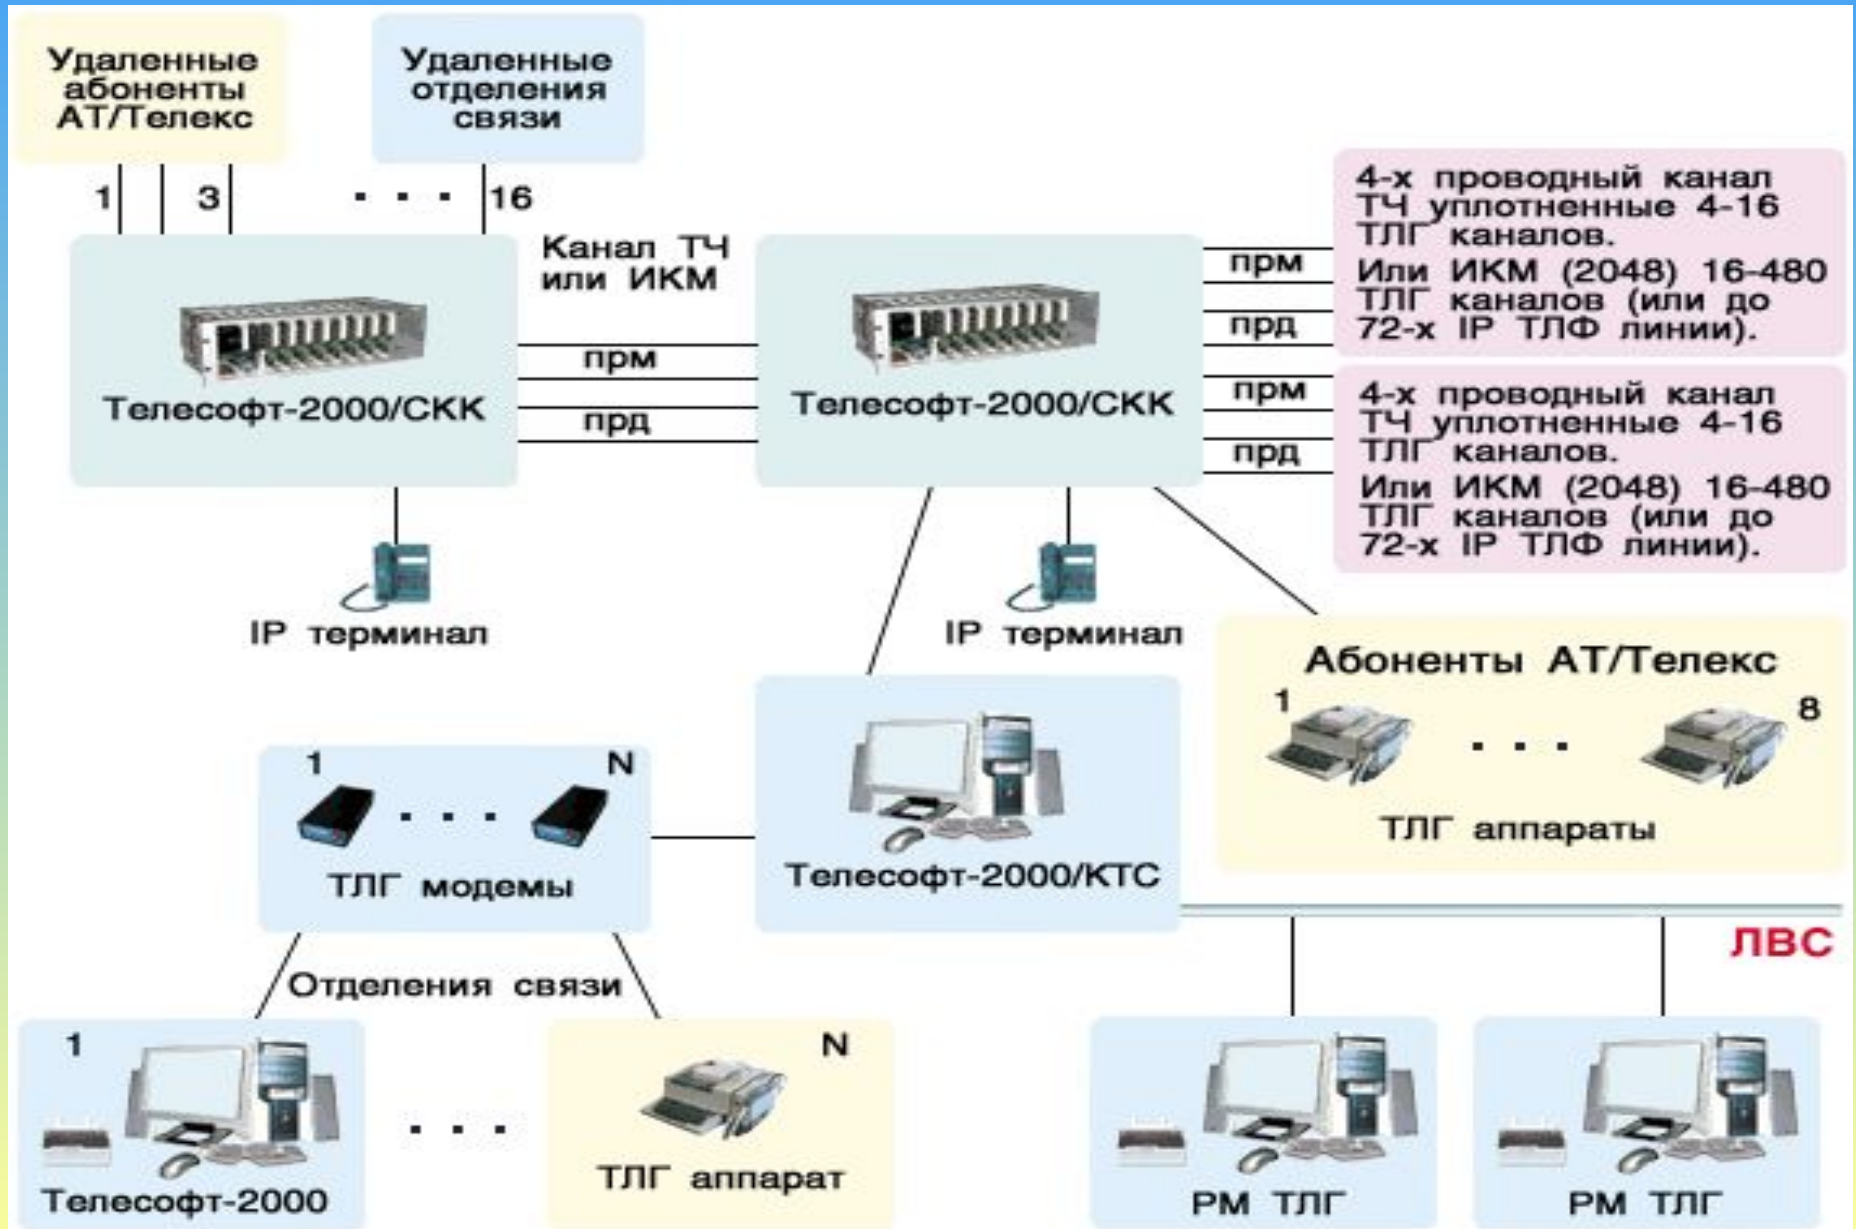 Удаленные
абоненты
АТ/Телекс
Удаленные
отделения
связи
1
3
. . .
16
4-х проводный канал
ТЧ уплотненные 4-16
ТЛГ каналов.
Или ИКМ (2048) 16-480
ТЛГ каналов (или до
72-х IP ТЛФ линии).
Канал ТЧ
или ИКМ
прм
прд
прм
прд
прм
прд
Телесофт-2000/СКК
Телесофт-2000/СКК
4-х проводный канал
ТЧ уплотненные 4-16
ТЛГ каналов.
Или ИКМ (2048) 16-480
ТЛГ каналов (или до
72-х IP ТЛФ линии).
IP терминал
IP терминал
Абоненты АТ/Телекс
1
. . .
8
ТЛГ аппараты
1
. . .
N
ТЛГ модемы
Телесофт-2000/КТС
ЛВС
Отделения связи
1
Телесофт-2000
. . .
N
ТЛГ аппарат
РМ ТЛГ
РМ ТЛГ